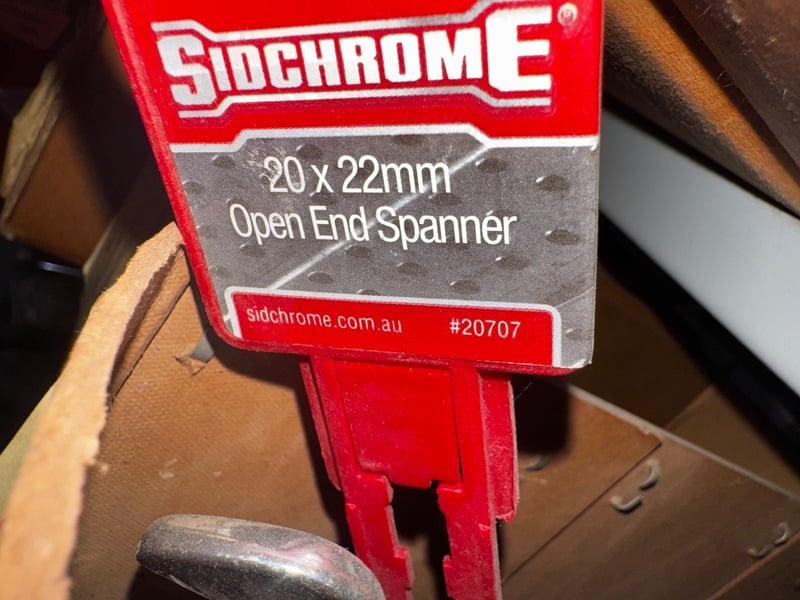 SIDCHROME®
20 x 22mm
Open End Spanner
sidchrome.com.au #20707